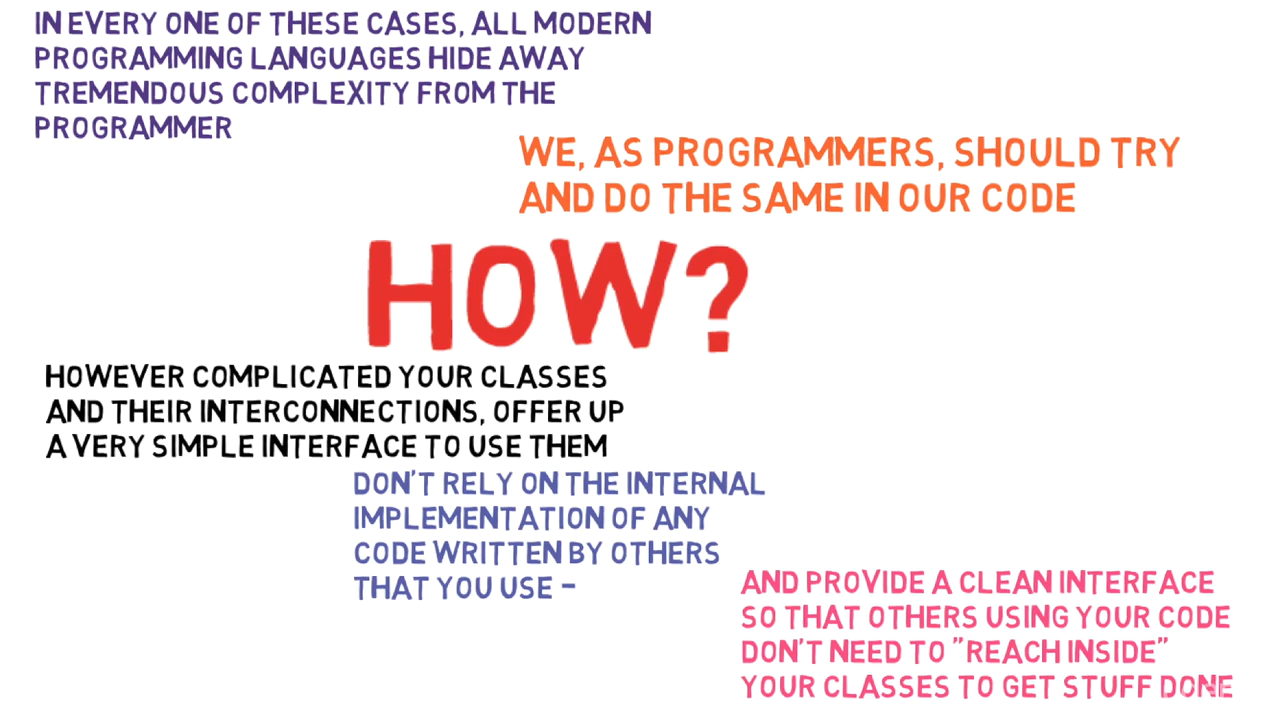 IN EVERY ONE OF THESE CASES, ALL MODERN
PROGRAMMING LANGUAGES HIDE AWAY
TREMENDOUS COMPLEXITY FROM THE
PROGRAMMER
WE, AS PROGRAMMERS, SHOULD TRY
AND DO THE SAME IN OUR CODE
HOW?
HOWEVER COMPLICATED YOUR CLASSES
AND THEIR INTERCONNECTIONS, OFFER UP
A VERY SIMPLE INTERFACE TO USE THEM
DON'T RELY ON THE INTERNAL
IMPLEMENTATION OF ANY
CODE WRITTEN BY OTHERS
THAT YOU USE –
AND PROVIDE A CLEAN INTERFACE
SO THAT OTHERS USING YOUR CODE
DON'T NEED TO "REACH INSIDE"
YOUR CLASSES TO GET STUFF DONE